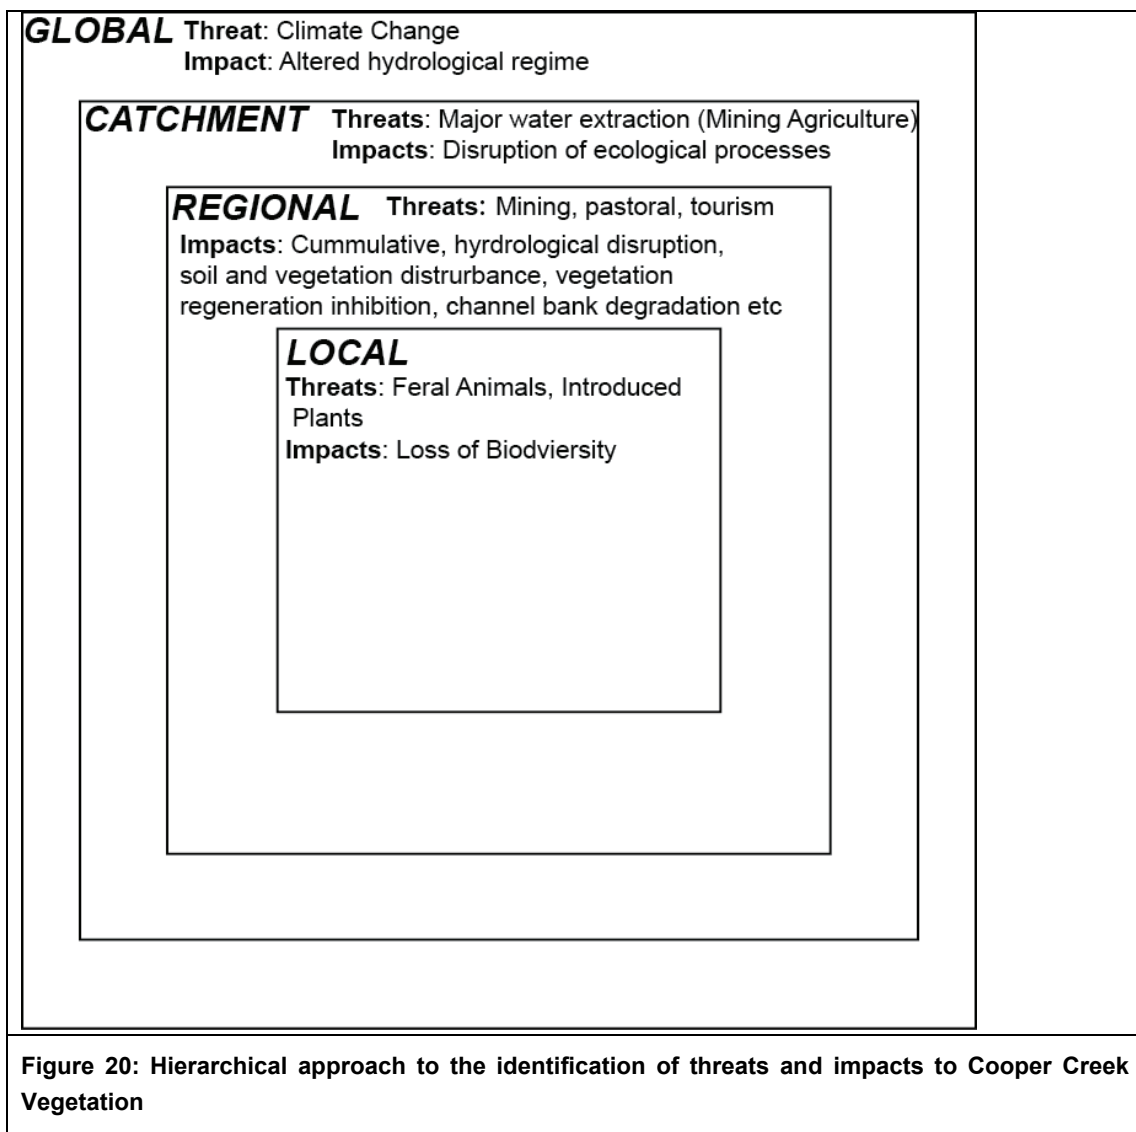 GLOBAL Threat: Climate Change
Impact: Altered hydrological regime
CATCHMENT Threats: Major water extraction (Mining Agriculture)
Impacts: Disruption of ecological processes
REGIONAL Threats: Mining, pastoral, tourism
Impacts: Cummulative, hyrdrological disruption,
soil and vegetation distrurbance, vegetation
regeneration inhibition, channel bank degradation etc
LOCAL
Threats: Feral Animals, Introduced
Plants
Impacts: Loss of Biodviersity
Figure 20: Hierarchical approach to the identification of threats and impacts to Cooper Creek
Vegetation